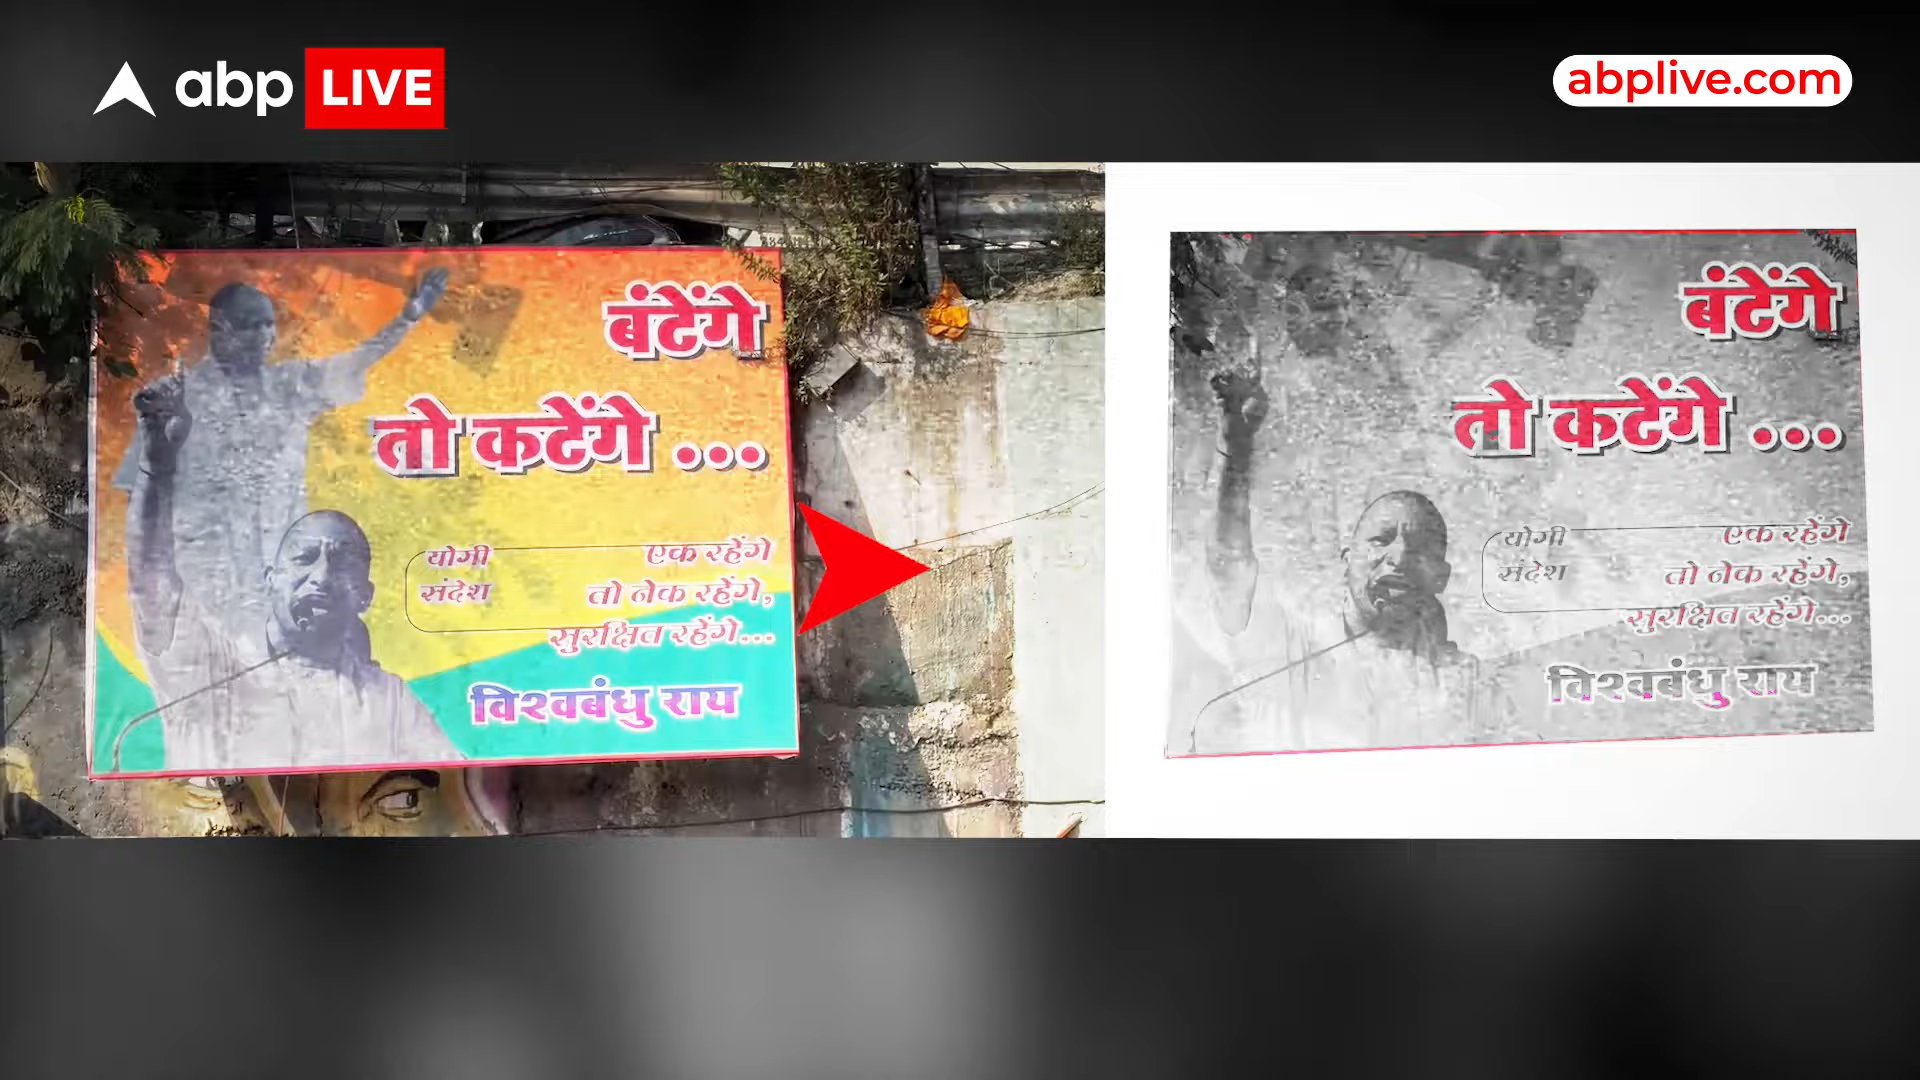 abp LIVE
abplive.com
बंटेंगे
तो कटेंगे ...
योगी
संदेश
एक रहेंगे
तो नेक रहेंगे,
सुरक्षित रहेंगे...
विश्वबंधु राय
बंटेंगे
तो कटेंगे ...
योगी
संदेश
एक रहेंगे
तो नेक रहेंगे,
सुरक्षित रहेंगे...
विश्वबंधु राय